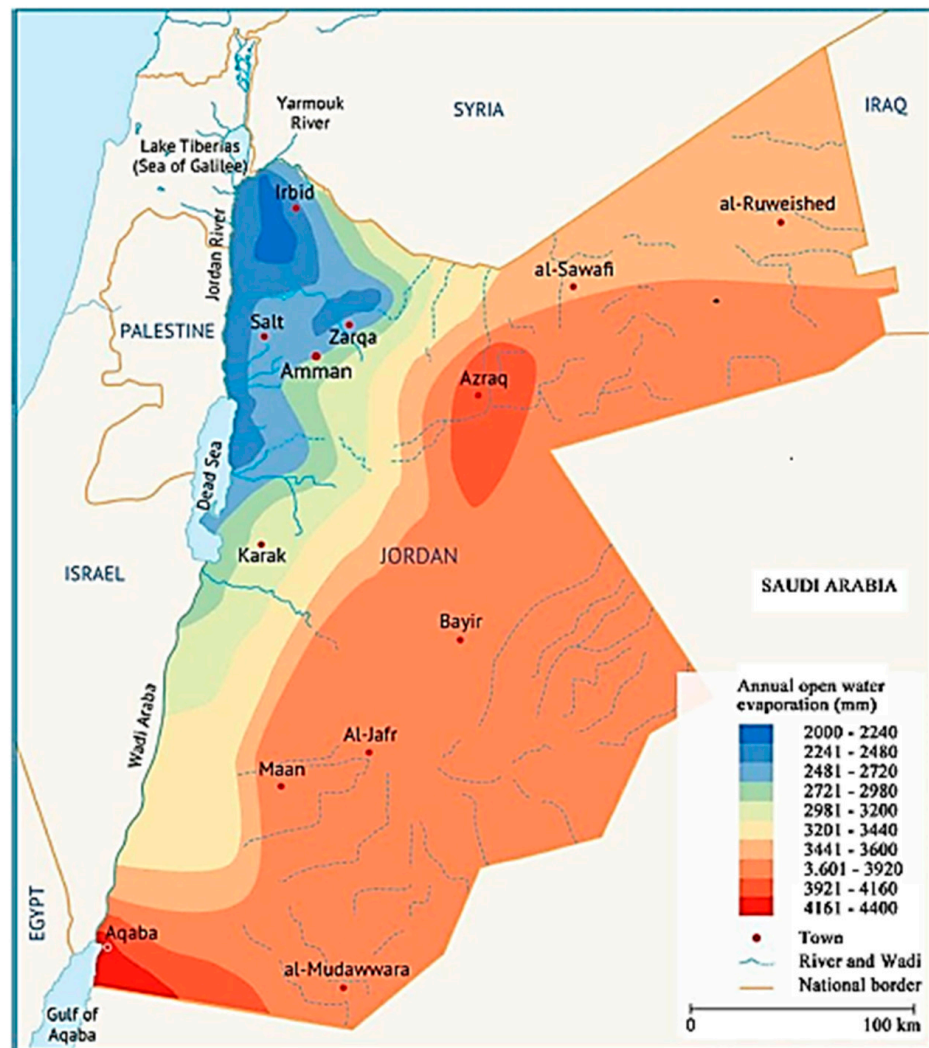 SYRIA
IRAQ
Yarmouk
River
Lake Tiberias
(Sea of Galilee)
Irbid
al-Ruweished
Jordan River
al-Sawafi
PALESTINE
Salt
Zarqa
Amman
Azraq
Dead Sea
Karak
JORDAN
ISRAEL
SAUDI ARABIA
Bayir
Wadi Araba
Al-Jafr
Maan
EGYPT
Aqaba
al-Mudawwara
Gulf of
Aqaba
Annual open water
evaporation (mm)
2000 - 2240
2241 - 2480
2481 - 2720
2721 - 2980
2981 - 3200
3201 - 3440
3441 - 3600
3.601 - 3920
3921 - 4160
4161 - 4400
Town
River and Wadi
National border
0 100 km